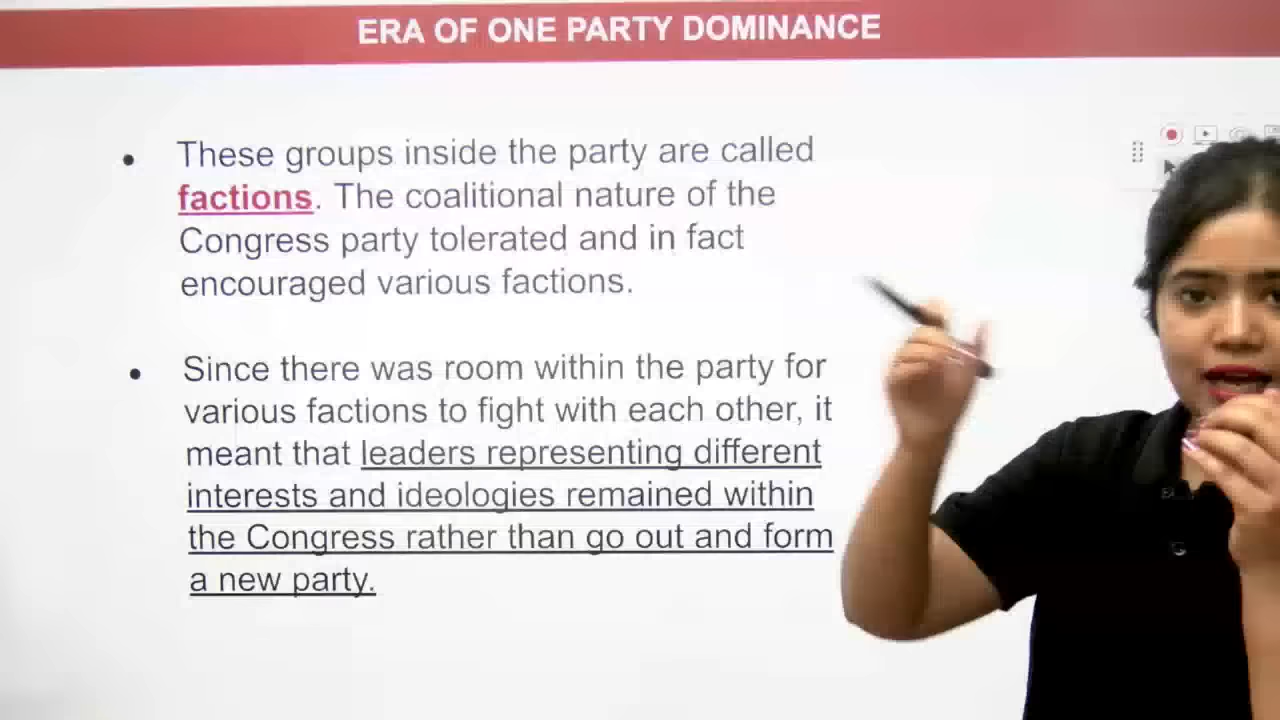 ERA OF ONE PARTY DOMINANCE
• These groups inside the party are called
factions. The coalitional nature of the
Congress party tolerated and in fact
encouraged various factions.
• Since there was room within the party for
various factions to fight with each other, it
meant that leaders representing different
interests and ideologies remained within
the Congress rather than go out and form
a new party.